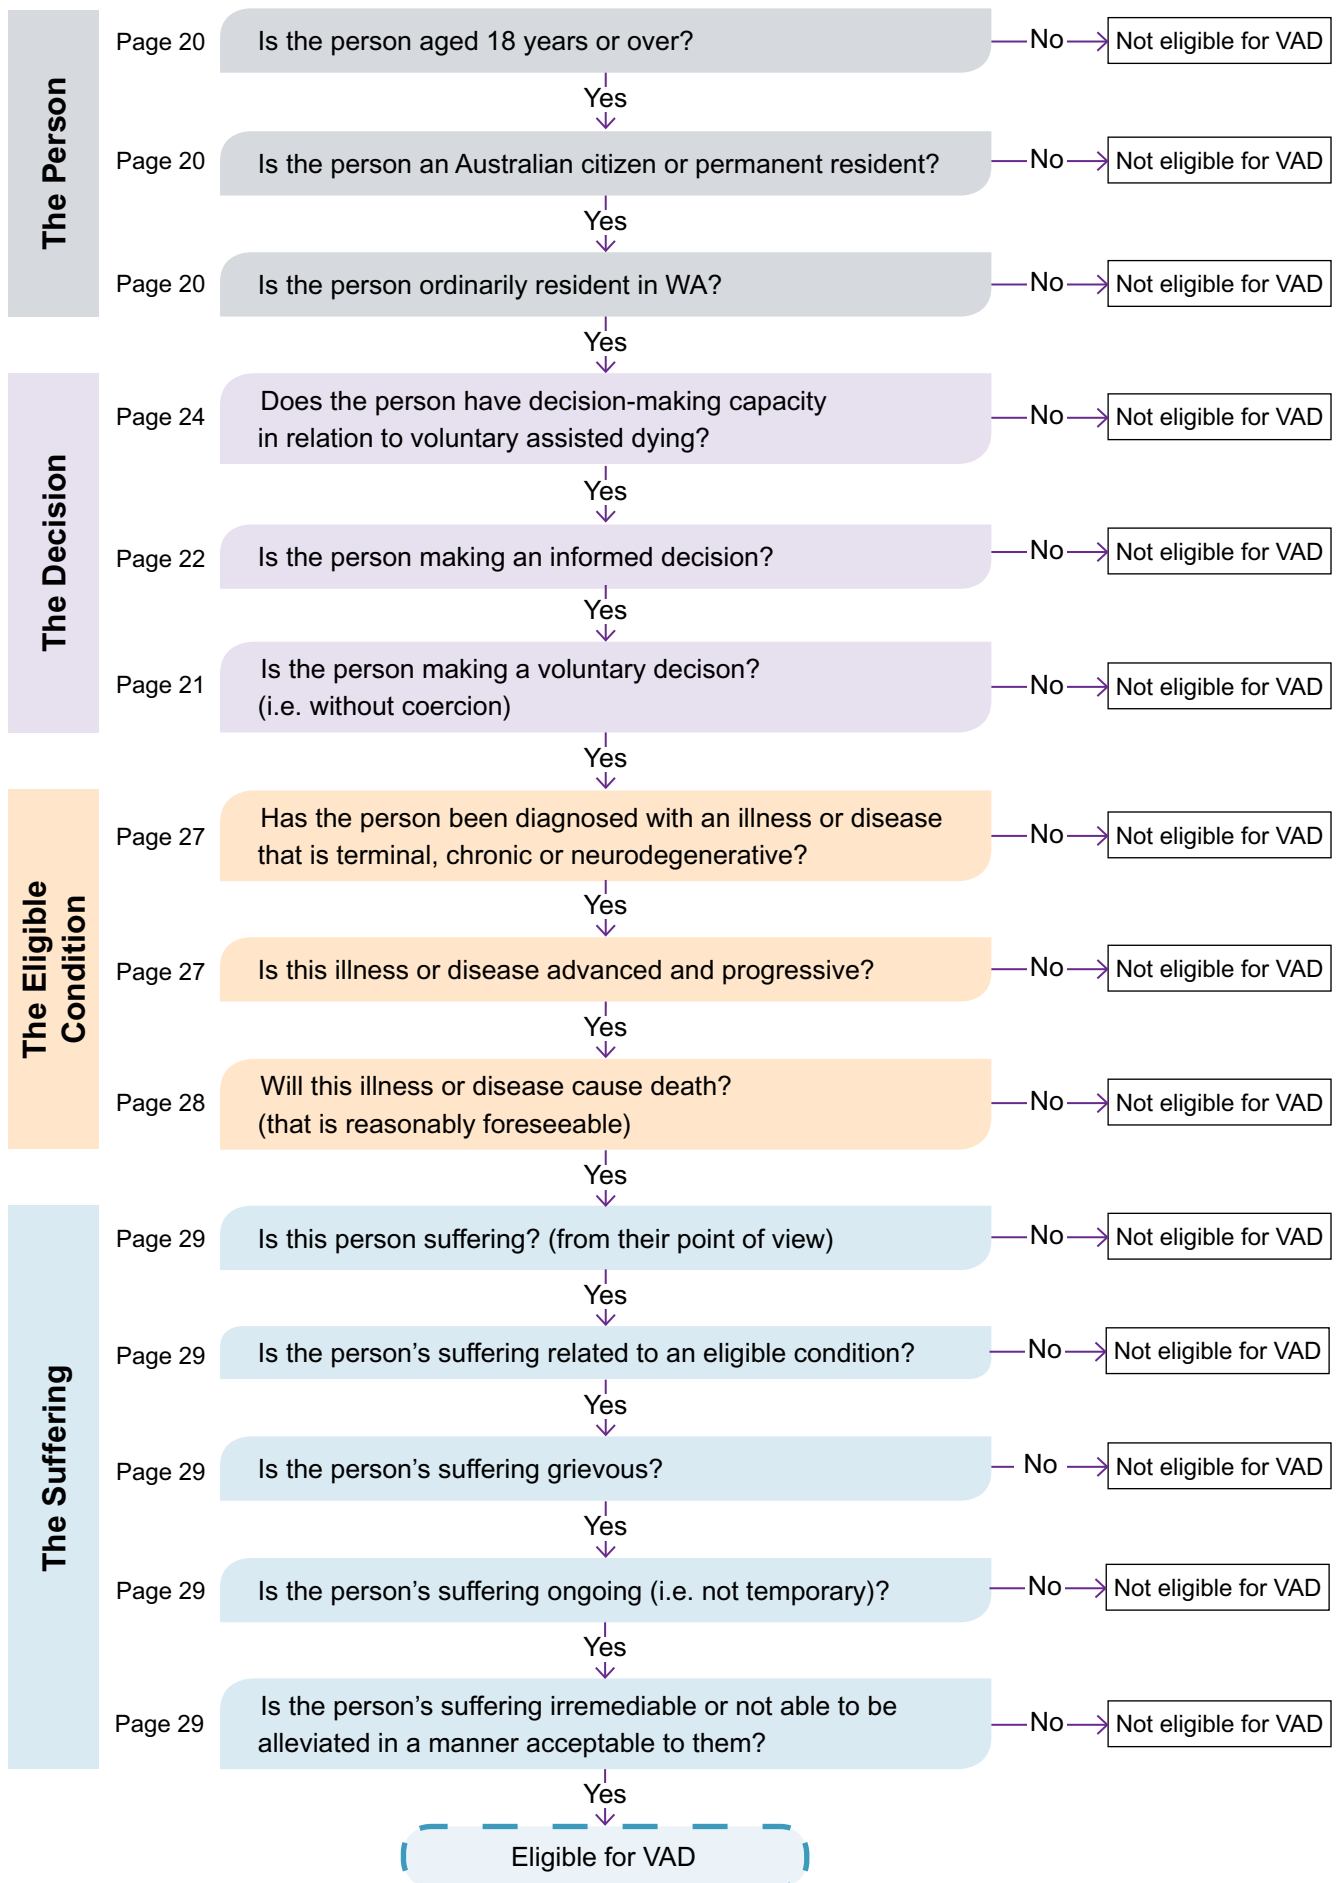 The Person
Page 20
Is the person aged 18 years or over?
No
Not eligible for VAD
Yes
Page 20
Is the person an Australian citizen or permanent resident?
No
Not eligible for VAD
Yes
Page 20
Is the person ordinarily resident in WA?
No
Not eligible for VAD
Yes
The Decision
Page 24
Does the person have decision-making capacity
in relation to voluntary assisted dying?
No
Not eligible for VAD
Yes
Page 22
Is the person making an informed decision?
No
Not eligible for VAD
Yes
Page 21
Is the person making a voluntary decison?
(i.e. without coercion)
No
Not eligible for VAD
Yes
The Eligible
Condition
Page 27
Has the person been diagnosed with an illness or disease
that is terminal, chronic or neurodegenerative?
No
Not eligible for VAD
Yes
Page 27
Is this illness or disease advanced and progressive?
No
Not eligible for VAD
Yes
Page 28
Will this illness or disease cause death?
(that is reasonably foreseeable)
No
Not eligible for VAD
Yes
The Suffering
Page 29
Is this person suffering? (from their point of view)
No
Not eligible for VAD
Yes
Page 29
Is the person's suffering related to an eligible condition?
No
Not eligible for VAD
Yes
Page 29
Is the person's suffering grievous?
No
Not eligible for VAD
Yes
Page 29
Is the person's suffering ongoing (i.e. not temporary)?
No
Not eligible for VAD
Yes
Page 29
Is the person's suffering irremediable or not able to be
alleviated in a manner acceptable to them?
No
Not eligible for VAD
Yes
Eligible for VAD